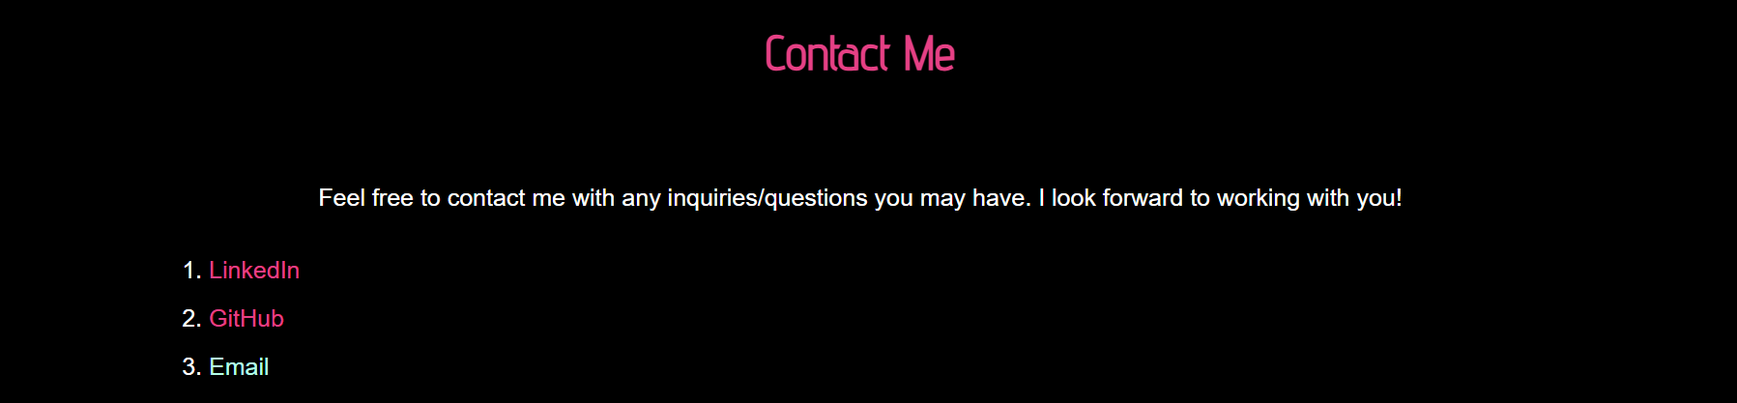 Contact Me
Feel free to contact me with any inquiries/questions you may have. I look forward to working with you!
1. LinkedIn
2. GitHub
3. Email